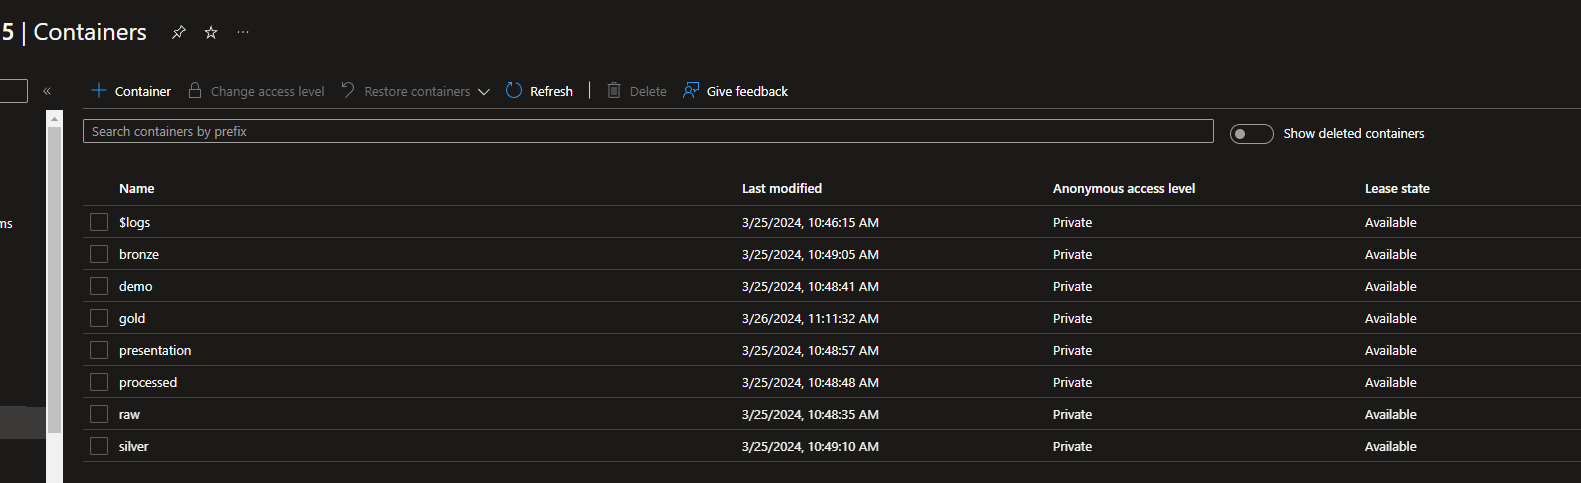 5 | Containers
Container Change access level Restore containers Refresh Delete Give feedback
Search containers by prefix Show deleted containers
Name Last modified Anonymous access level Lease state
ms $logs 3/25/2024, 10:46:15 AM Private Available
bronze 3/25/2024, 10:49:05 AM Private Available
demo 3/25/2024, 10:48:41 AM Private Available
gold 3/26/2024, 11:11:32 AM Private Available
presentation 3/25/2024, 10:48:57 AM Private Available
processed 3/25/2024, 10:48:48 AM Private Available
raw 3/25/2024, 10:48:35 AM Private Available
silver 3/25/2024, 10:49:10 AM Private Available